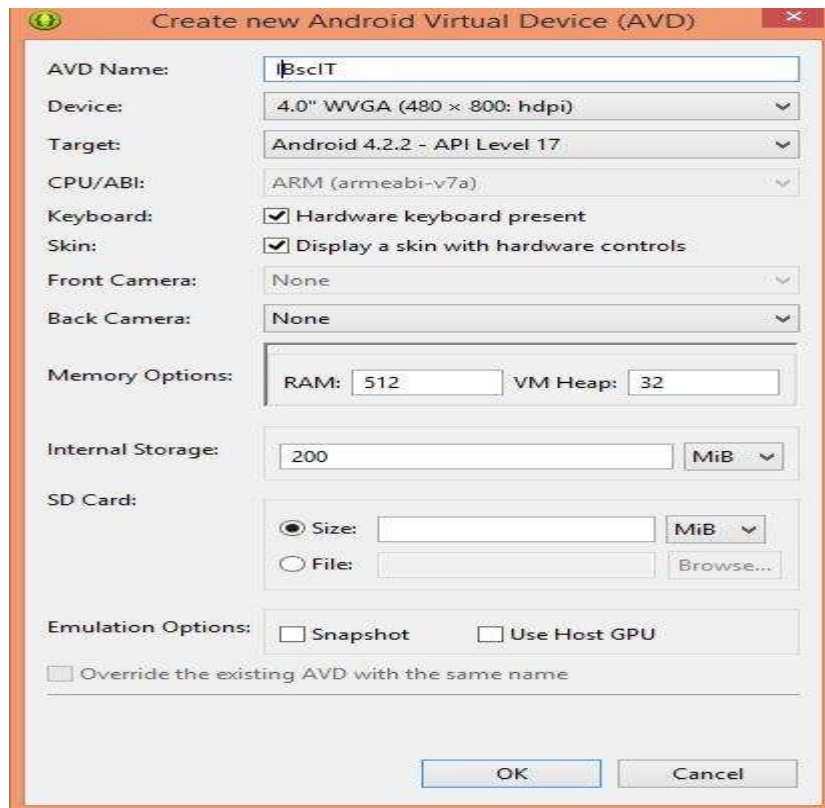 Create new Android Virtual Device (AVD)
AVD Name: IBscIT
Device: 4.0" WVGA (480 × 800: hdpi)
Target: Android 4.2.2 - API Level 17
CPU/ABI: ARM (armeabi-v7a)
Keyboard: Hardware keyboard present
Skin: Display a skin with hardware controls
Front Camera: None
Back Camera: None
Memory Options: RAM: 512 VM Heap: 32
Internal Storage: 200 MiB
SD Card:
Size: MiB
File: Browse...
Emulation Options: Snapshot Use Host GPU
Override the existing AVD with the same name
OK Cancel